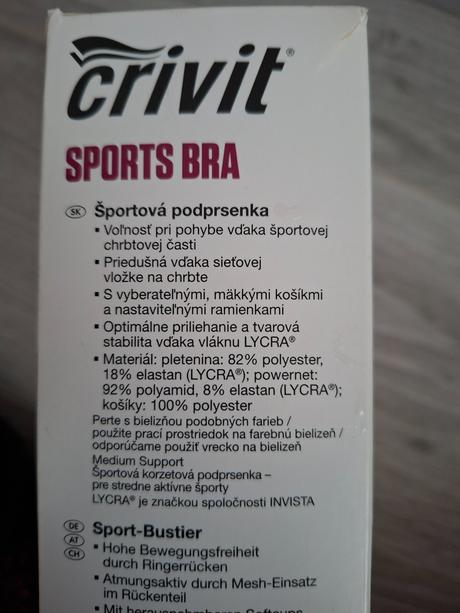 crivit®
SPORTS BRA
SK Športová podprsenka
▪ Voľnosť pri pohybe vďaka športovej
chrbtovej časti
▪ Priedušná vďaka sieťovej
vložke na chrbte
▪ S vyberateľnými, mäkkými košíkmi
a nastaviteľnými ramienkami
▪ Optimálne priliehanie a tvarová
stabilita vďaka vláknu LYCRA®
▪ Materiál: pletenina: 82% polyester,
18% elastan (LYCRA®); powernet:
92% polyamid, 8% elastan (LYCRA®);
košíky: 100% polyester
Perte s bielizňou podobných farieb /
použite prací prostriedok na farebnú bielizeň /
odporúčame použiť vrecko na bielizeň
Medium Support
Športová korzetová podprsenka –
pre stredne aktívne športy
LYCRA® je značkou spoločnosti INVISTA
DE Sport-Bustier
AT ▪ Hohe Bewegungsfreiheit
CH durch Ringerrücken
▪ Atmungsaktiv durch Mesh-Einsatz
im Rückenteil
▪ Mit herausnehmbaren Softcups